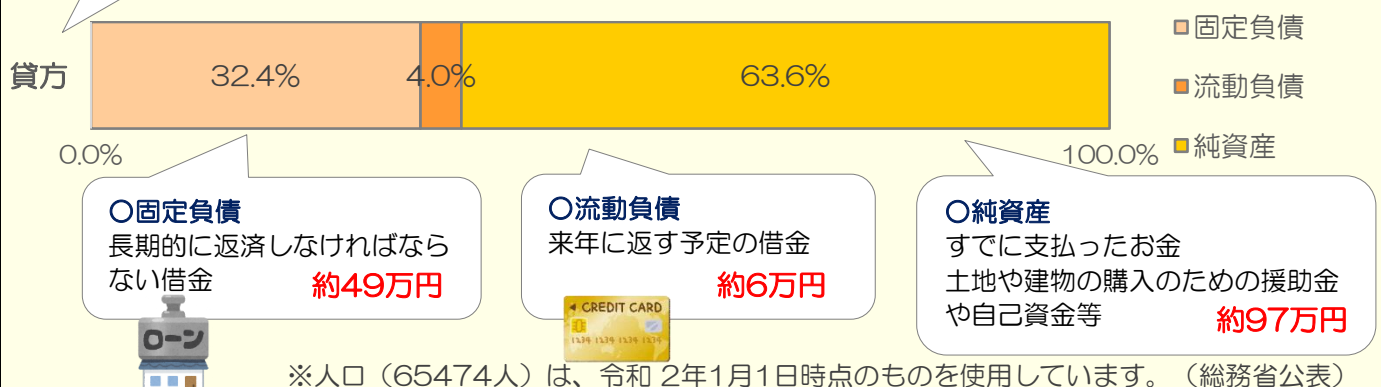 固定負債
貸方
32.4%
4.0%
63.6%
流動負債
0.0%
100.0%
純資産
〇固定負債
長期的に返済しなければなら
ない借金
約49万円
〇流動負債
来年に返す予定の借金
約6万円
〇純資産
すでに支払ったお金
土地や建物の購入のための援助金
や自己資金等
約97万円
CREDIT CARD
1234 1234 1234 1234
ローン
※人口（65474人）は、令和 2年1月1日時点のものを使用しています。（総務省公表）